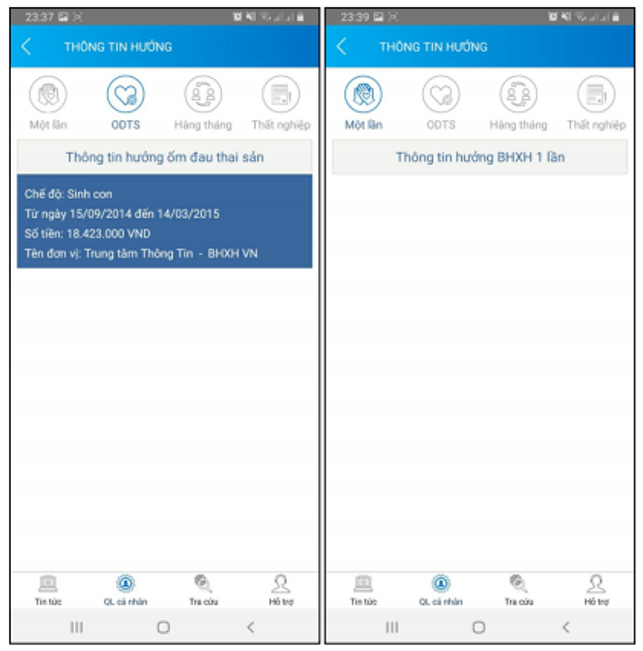 23:37
THÔNG TIN HƯỞNG
Một lần
ODTS
Hàng tháng
Thất nghiệp
Thông tin hưởng ốm đau thai sản
Chế độ: Sinh con
Từ ngày 15/09/2014 đến 14/03/2015
Số tiền: 18.423.000 VND
Tên đơn vị: Trung tâm Thông Tin - BHXH VN
Tin tức
QL cá nhân
Tra cứu
Hỗ trợ
23:39
THÔNG TIN HƯỞNG
Một lần
ODTS
Hàng tháng
Thất nghiệp
Thông tin hưởng BHXH 1 lần
Tin tức
QL cá nhân
Tra cứu
Hỗ trợ